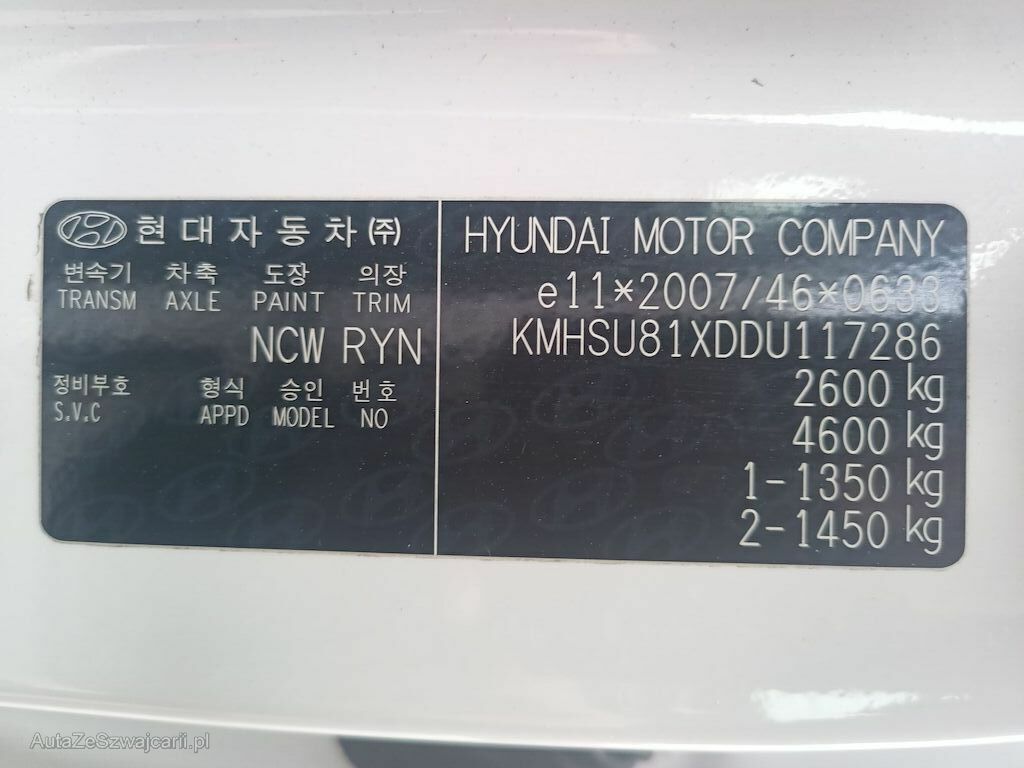 현대자동차㈜
변속기 차축 도장 의장
TRANSM AXLE PAINT TRIM
NCW RYN
정비부호 형식 승인 번호
S.V.C APPD MODEL NO
HYUNDAI MOTOR COMPANY
e11*2007/46*0633
KMHSU81XDDU117286
2600 kg
4600 kg
1-1350 kg
2-1450 kg
AutaZeSzwajcarii.pl